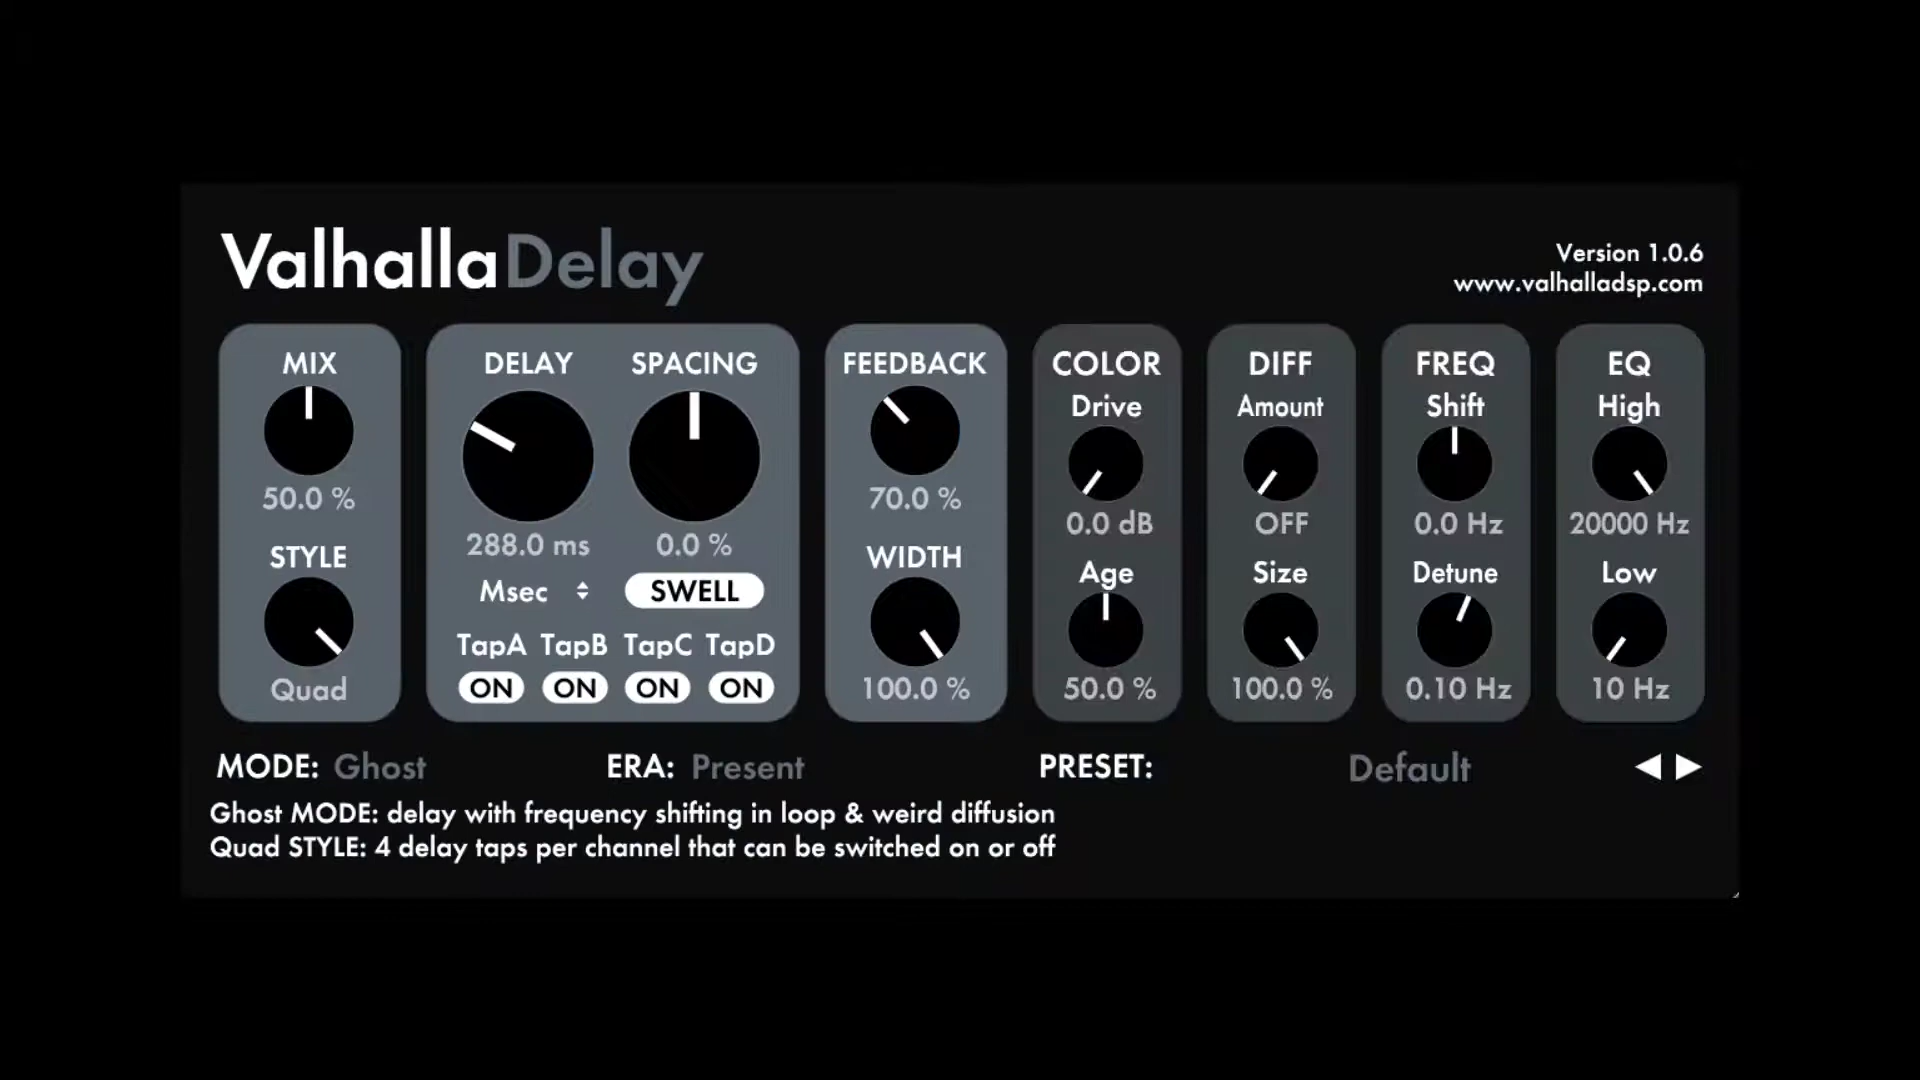 ValhallaDelay
Version 1.0.6
www.valhalladsp.com
MIX
50.0 %
STYLE
Quad
DELAY
288.0 ms
Msec
SPACING
0.0 %
SWELL
TapA TapB TapC TapD
ON ON ON ON
FEEDBACK
70.0 %
WIDTH
100.0 %
COLOR
Drive
0.0 dB
Age
50.0 %
DIFF
Amount
OFF
Size
100.0 %
FREQ
Shift
0.0 Hz
Detune
0.10 Hz
EQ
High
20000 Hz
Low
10 Hz
MODE: Ghost
ERA: Present
PRESET: Default
Ghost MODE: delay with frequency shifting in loop & weird diffusion
Quad STYLE: 4 delay taps per channel that can be switched on or off